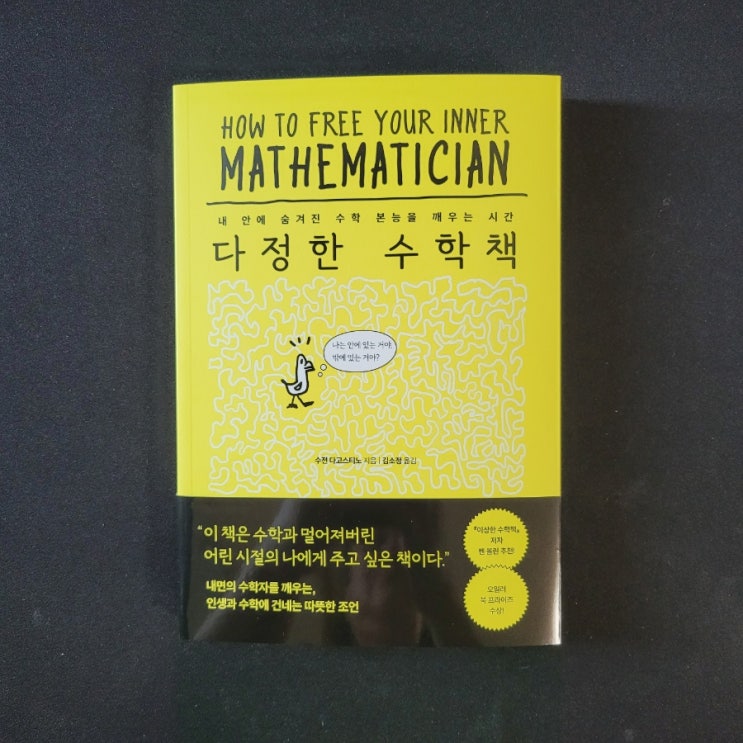 HOW TO FREE YOUR INNER
MATHEMATICIAN
내 안에 숨겨진 수학 본능을 깨우는 시간
다정한 수학책
나는 안에 있는 거야
밖에 있는 거야?
수전 다고스티노 지음 | 김소정 옮김
“이 책은 수학과 멀어져버린
어린 시절의 나에게 주고 싶은 책이다.”
내면의 수학자를 깨우는,
인생과 수학에 건네는 따뜻한 조언
『이상한 수학책』
저자
벤 올린 추천!
오일러
북 프라이즈
수상!